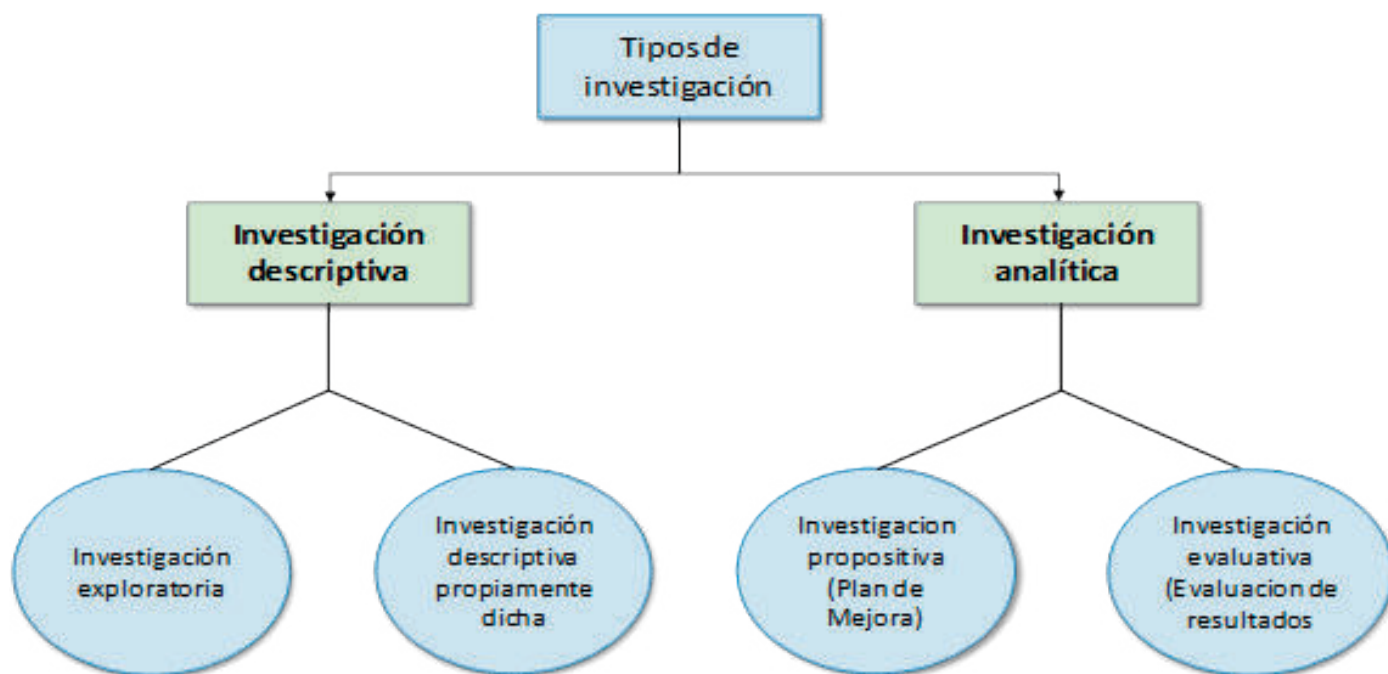 Tipos de
investigación
Investigación
descriptiva
Investigación
analítica
Investigación
exploratoria
Investigación
descriptiva
propiamente
dicha
Investigacion
propositiva
(Plan de
Mejora)
Investigación
evaluativa
(Evaluacion de
resultados